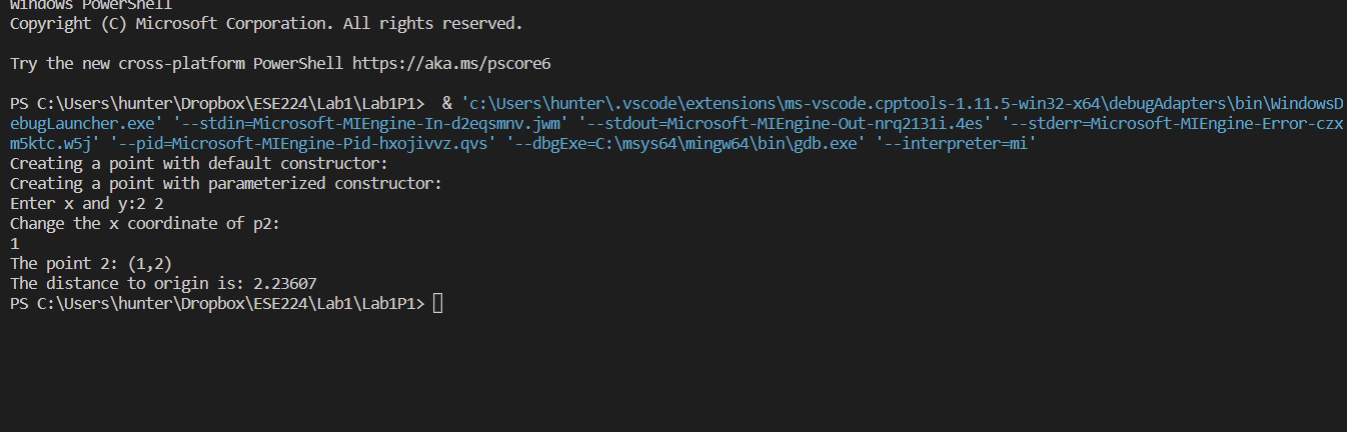 Windows PowerShell
Copyright (C) Microsoft Corporation. All rights reserved.
Try the new cross-platform PowerShell https://aka.ms/pscore6
PS C:\Users\hunter\Dropbox\ESE224\Lab1\Lab1P1>  & 'c:\Users\hunter\.vscode\extensions\ms-vscode.cpptools-1.11.5-win32-x64\debugAdapters\bin\WindowsD
ebugLauncher.exe' '--stdin=Microsoft-MIEngine-In-d2eqsmnv.jwm' '--stdout=Microsoft-MIEngine-Out-nrq2131i.4es' '--stderr=Microsoft-MIEngine-Error-czx
m5ktc.w5j' '--pid=Microsoft-MIEngine-Pid-hxojivvz.qvs' '--dbgExe=C:\msys64\mingw64\bin\gdb.exe' '--interpreter=mi'
Creating a point with default constructor:
Creating a point with parameterized constructor:
Enter x and y:2 2
Change the x coordinate of p2:
1
The point 2: (1,2)
The distance to origin is: 2.23607
PS C:\Users\hunter\Dropbox\ESE224\Lab1\Lab1P1>